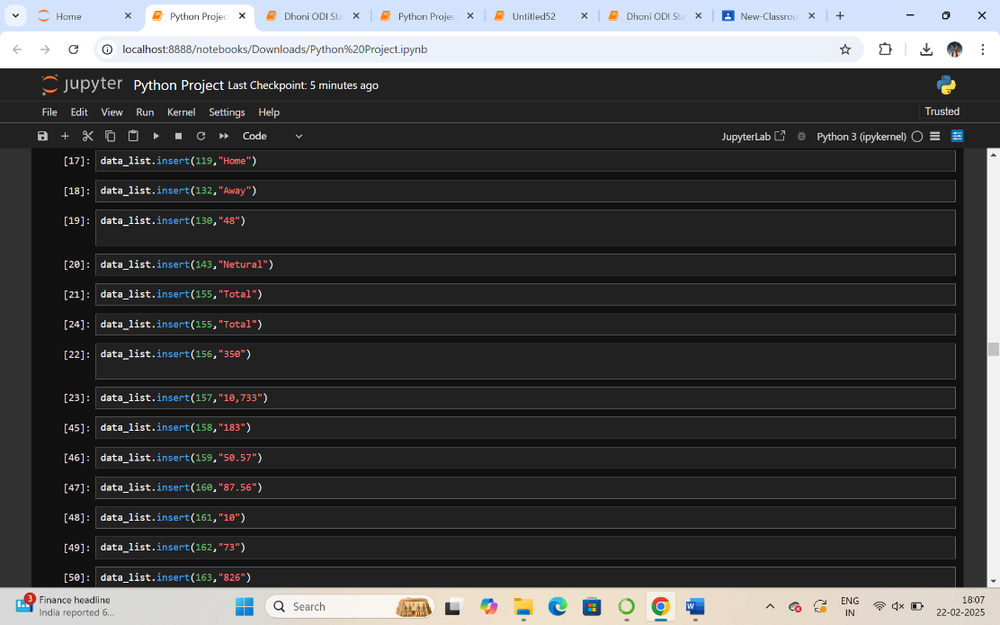 Home
Python Projec
Dhoni ODI Sta
Python Projec
Untitled52
Dhoni ODI Sta
New-Classroo
localhost:8888/notebooks/Downloads/Python%20Project.ipynb
jupyter Python Project Last Checkpoint: 5 minutes ago
File Edit View Run Kernel Settings Help
Trusted
Code
JupyterLab
Python 3 (ipykernel)
[17]: data_list.insert(119,"Home")
[18]: data_list.insert(132,"Away")
[19]: data_list.insert(130,"48")
[20]: data_list.insert(143,"Netural")
[21]: data_list.insert(155,"Total")
[24]: data_list.insert(155,"Total")
[22]: data_list.insert(156,"350")
[23]: data_list.insert(157,"10,733")
[45]: data_list.insert(158,"183")
[46]: data_list.insert(159,"50.57")
[47]: data_list.insert(160,"87.56")
[48]: data_list.insert(161,"10")
[49]: data_list.insert(162,"73")
[50]: data_list.insert(163,"826")
3
Finance headline
India reported 6...
Search
W
ENG
IN
18:07
22-02-2025